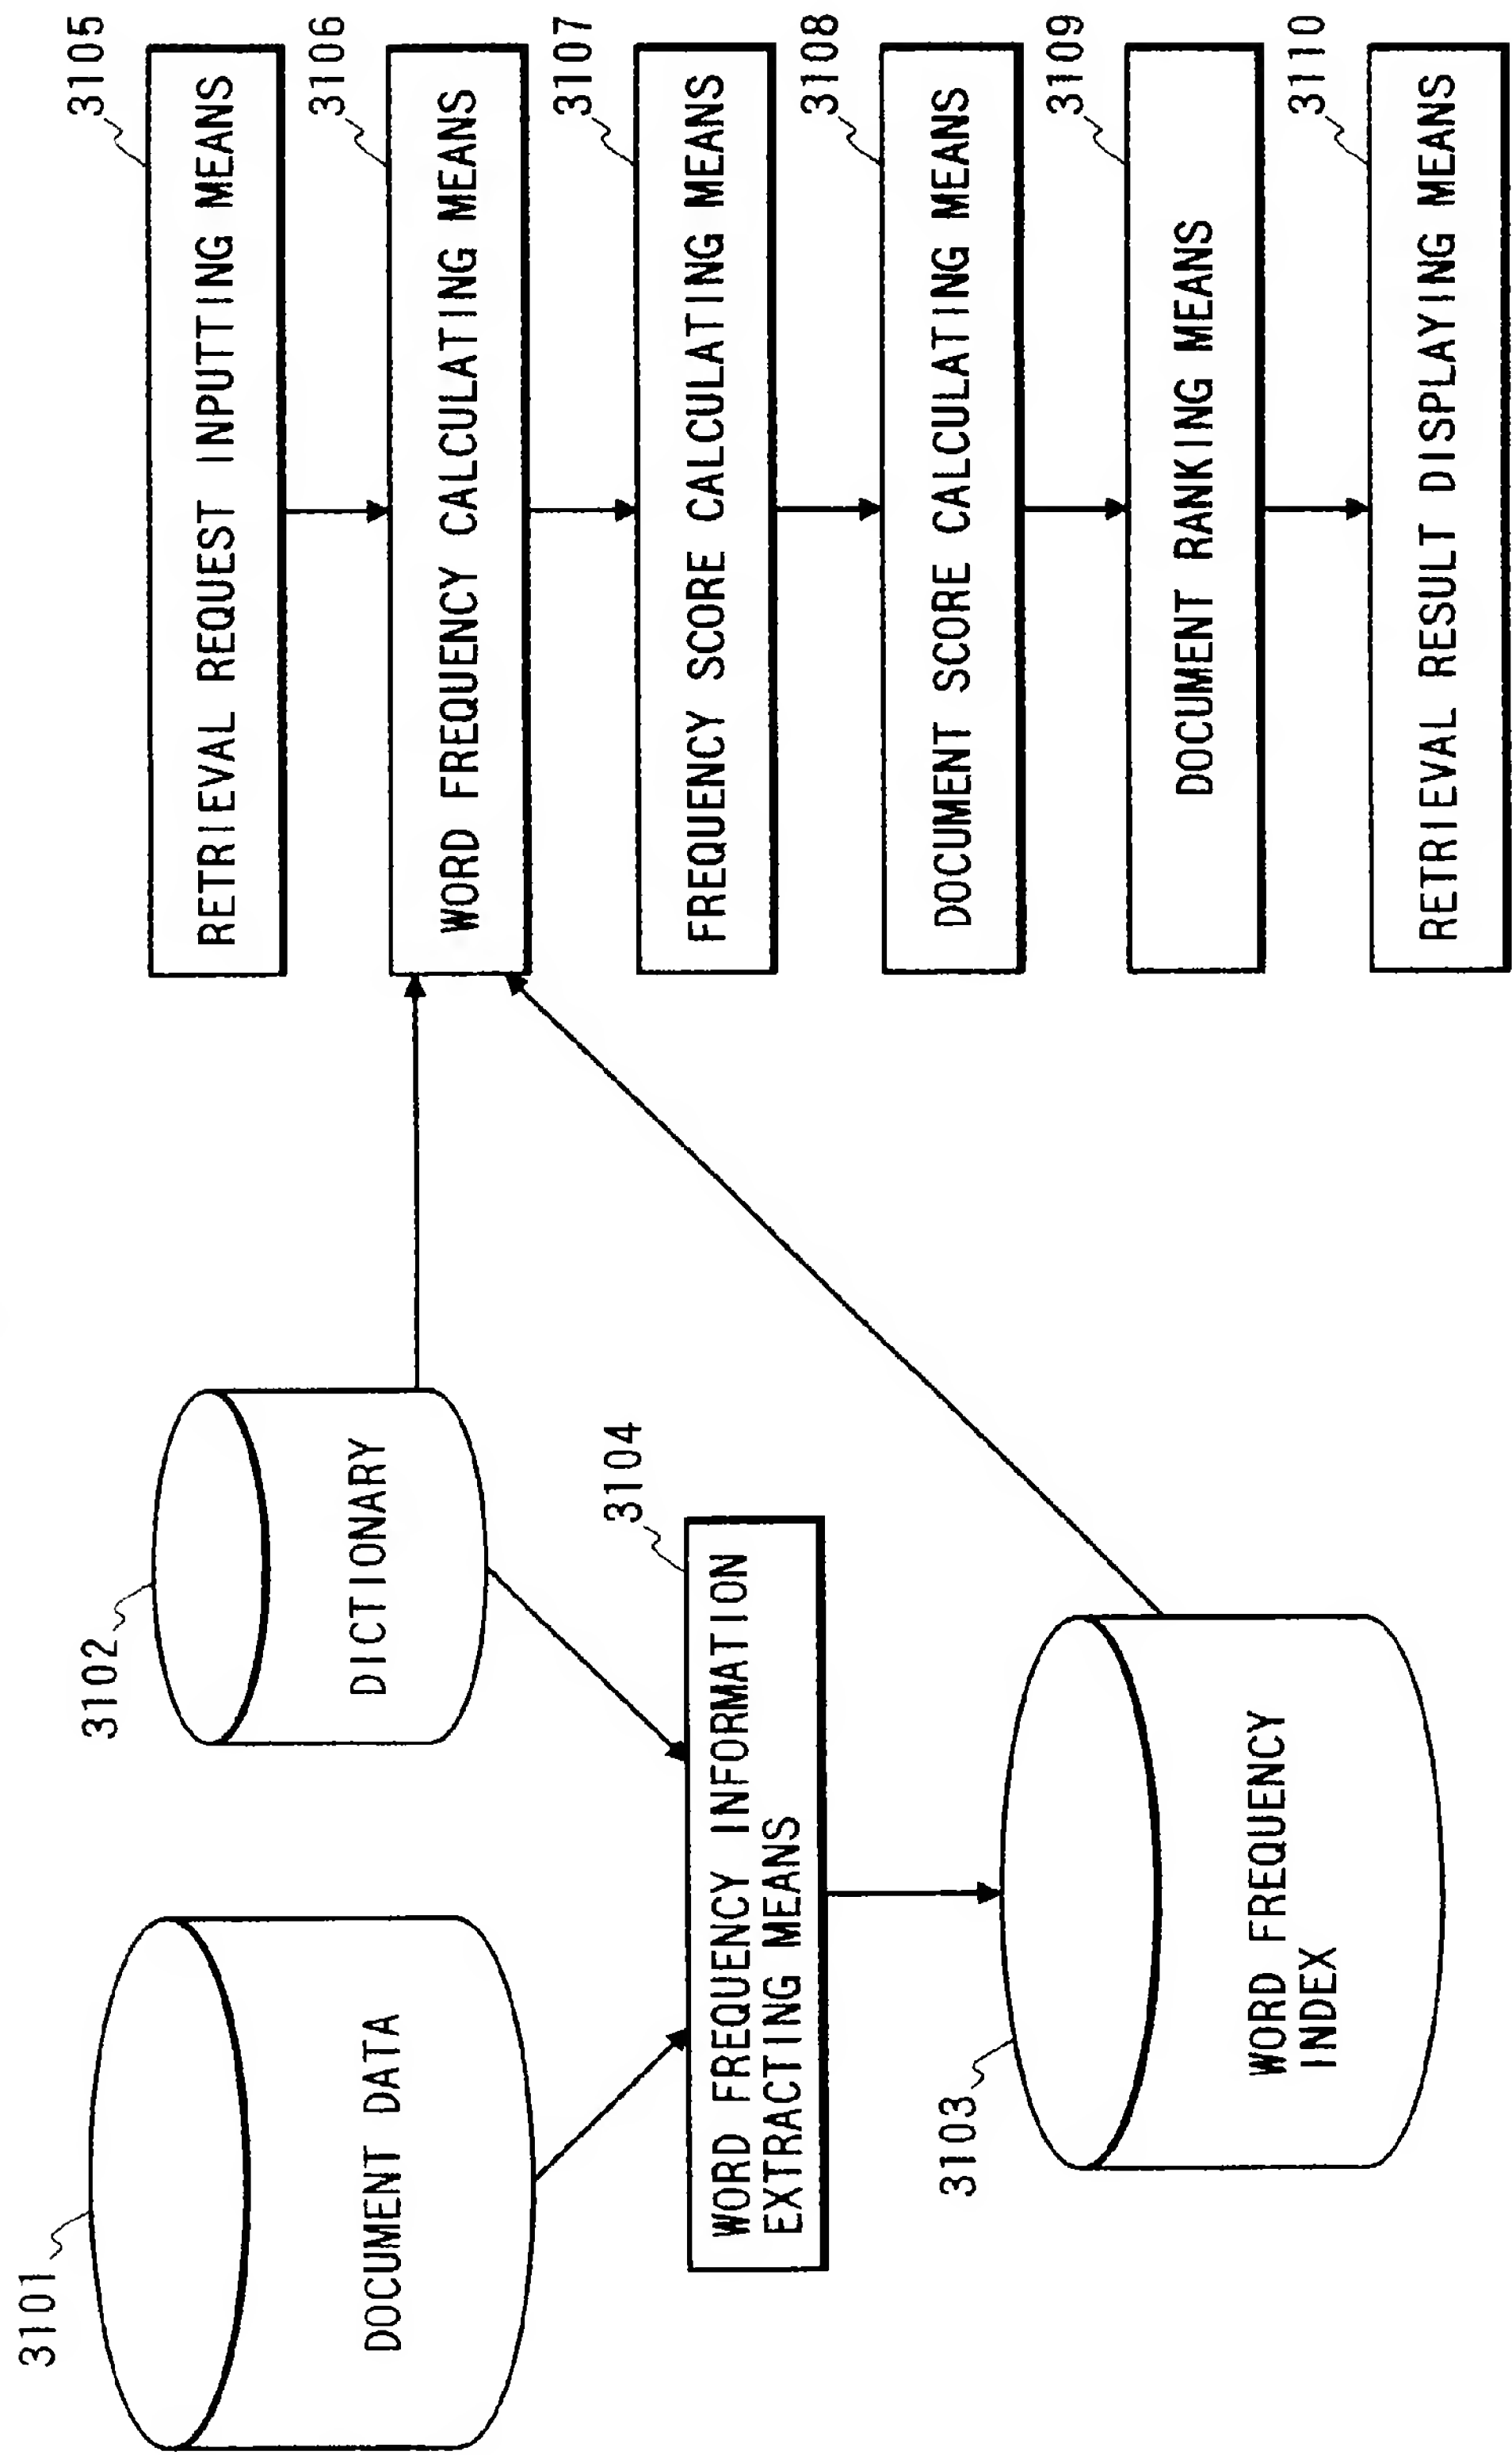 3101
DOCUMENT DATA
3102
DICTIONARY
3104
WORD FREQUENCY INFORMATION
EXTRACTING MEANS
3103
WORD FREQUENCY
INDEX
3105
RETRIEVAL REQUEST INPUTTING MEANS
3106
WORD FREQUENCY CALCULATING MEANS
3107
FREQUENCY SCORE CALCULATING MEANS
3108
DOCUMENT SCORE CALCULATING MEANS
3109
DOCUMENT RANKING MEANS
3110
RETRIEVAL RESULT DISPLAYING MEANS